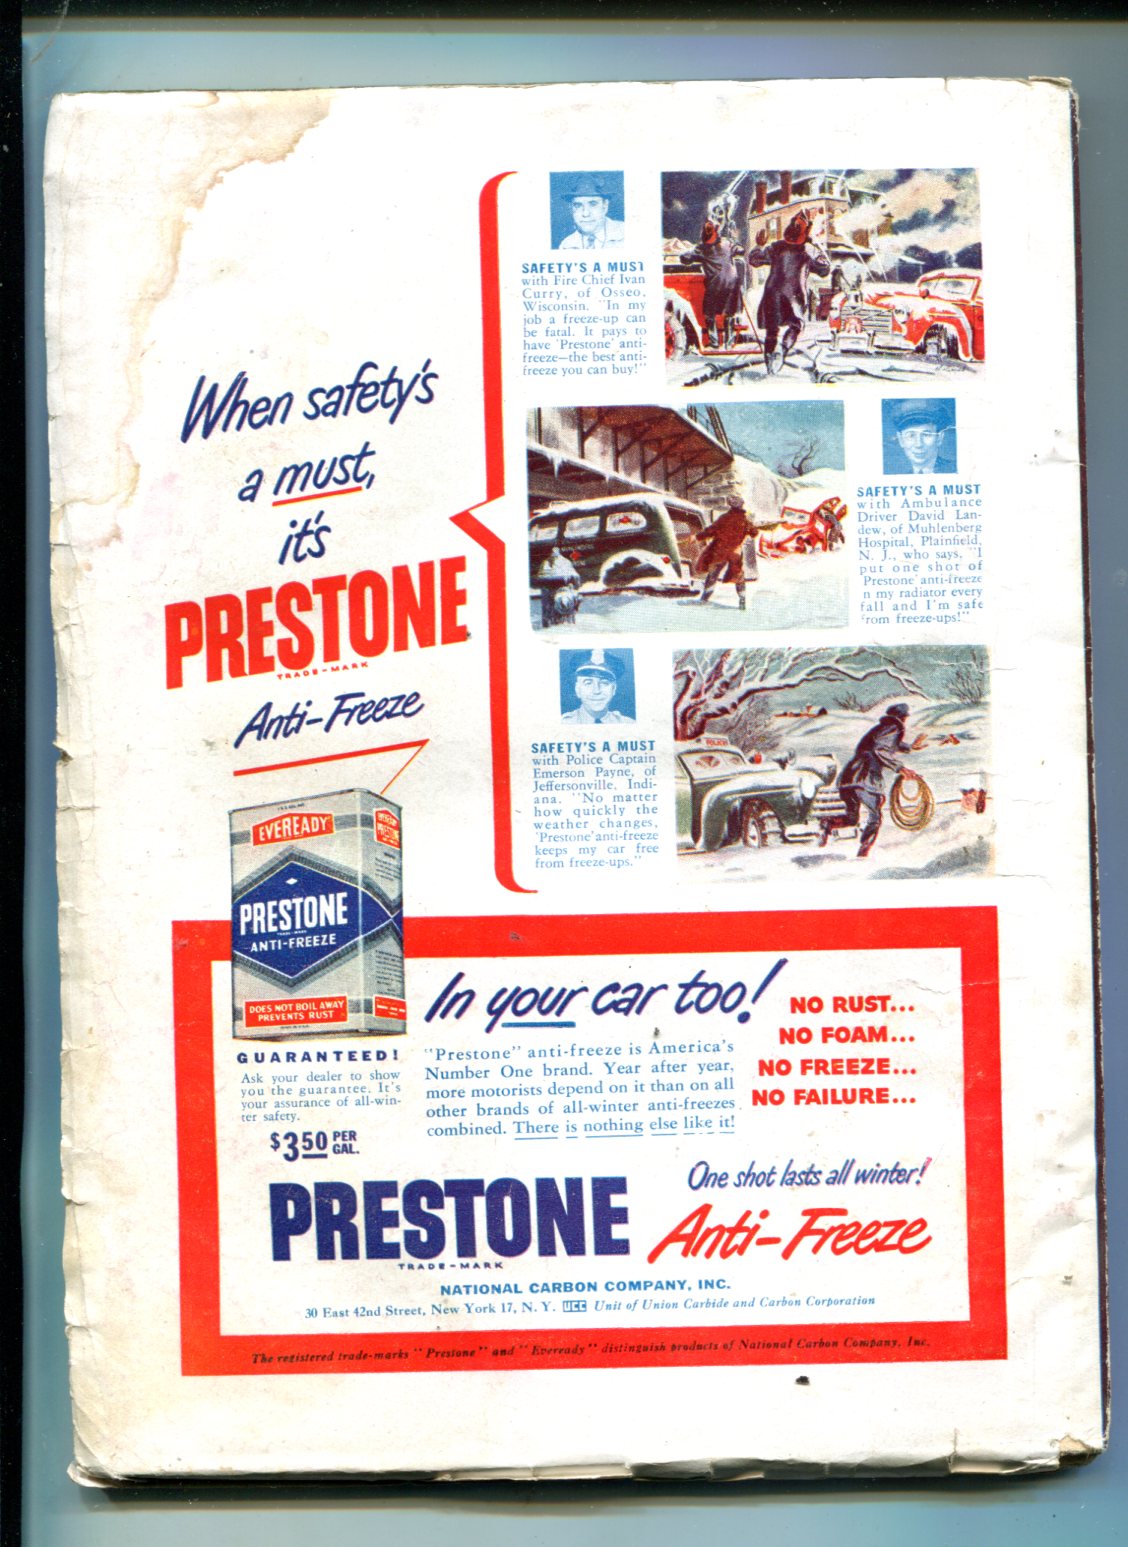 When safety's
a must,
it's
PRESTONE
TRADE-MARK
Anti-Freeze
SAFETY'S A MUST
with Fire Chief Ivan
Curry, of Osseo,
Wisconsin. "In my
job a freeze-up can
be fatal. It pays to
have 'Prestone' anti-
freeze—the best anti-
freeze you can buy!"
SAFETY'S A MUST
with Ambulance
Driver David Lan-
dew, of Muhlenberg
Hospital, Plainfield,
N. J., who says, "I
put one shot of
'Prestone' anti-freeze
n my radiator every
fall and I'm safe
from freeze-ups!"
POLICE
SAFETY'S A MUST
with Police Captain
Emerson Payne, of
Jeffersonville, Indi-
ana. "No matter
how quickly the
weather changes,
'Prestone' anti-freeze
keeps my car free
from freeze-ups."
EVEREADY
PRESTONE
TRADE-MARK
ANTI-FREEZE
DOES NOT BOIL AWAY
PREVENTS RUST
GUARANTEED!
Ask your dealer to show
you the guarantee. It's
your assurance of all-win-
ter safety.
$3.50 PER GAL.
In your car too!
"Prestone" anti-freeze is America's
Number One brand. Year after year,
more motorists depend on it than on all
other brands of all-winter anti-freezes
combined. There is nothing else like it!
NO RUST...
NO FOAM...
NO FREEZE...
NO FAILURE...
One shot lasts all winter!
PRESTONE Anti-Freeze
TRADE-MARK
NATIONAL CARBON COMPANY, INC.
30 East 42nd Street, New York 17, N. Y. UCC Unit of Union Carbide and Carbon Corporation
The registered trade-marks "Prestone" and "Eveready" distinguish products of National Carbon Company, Inc.